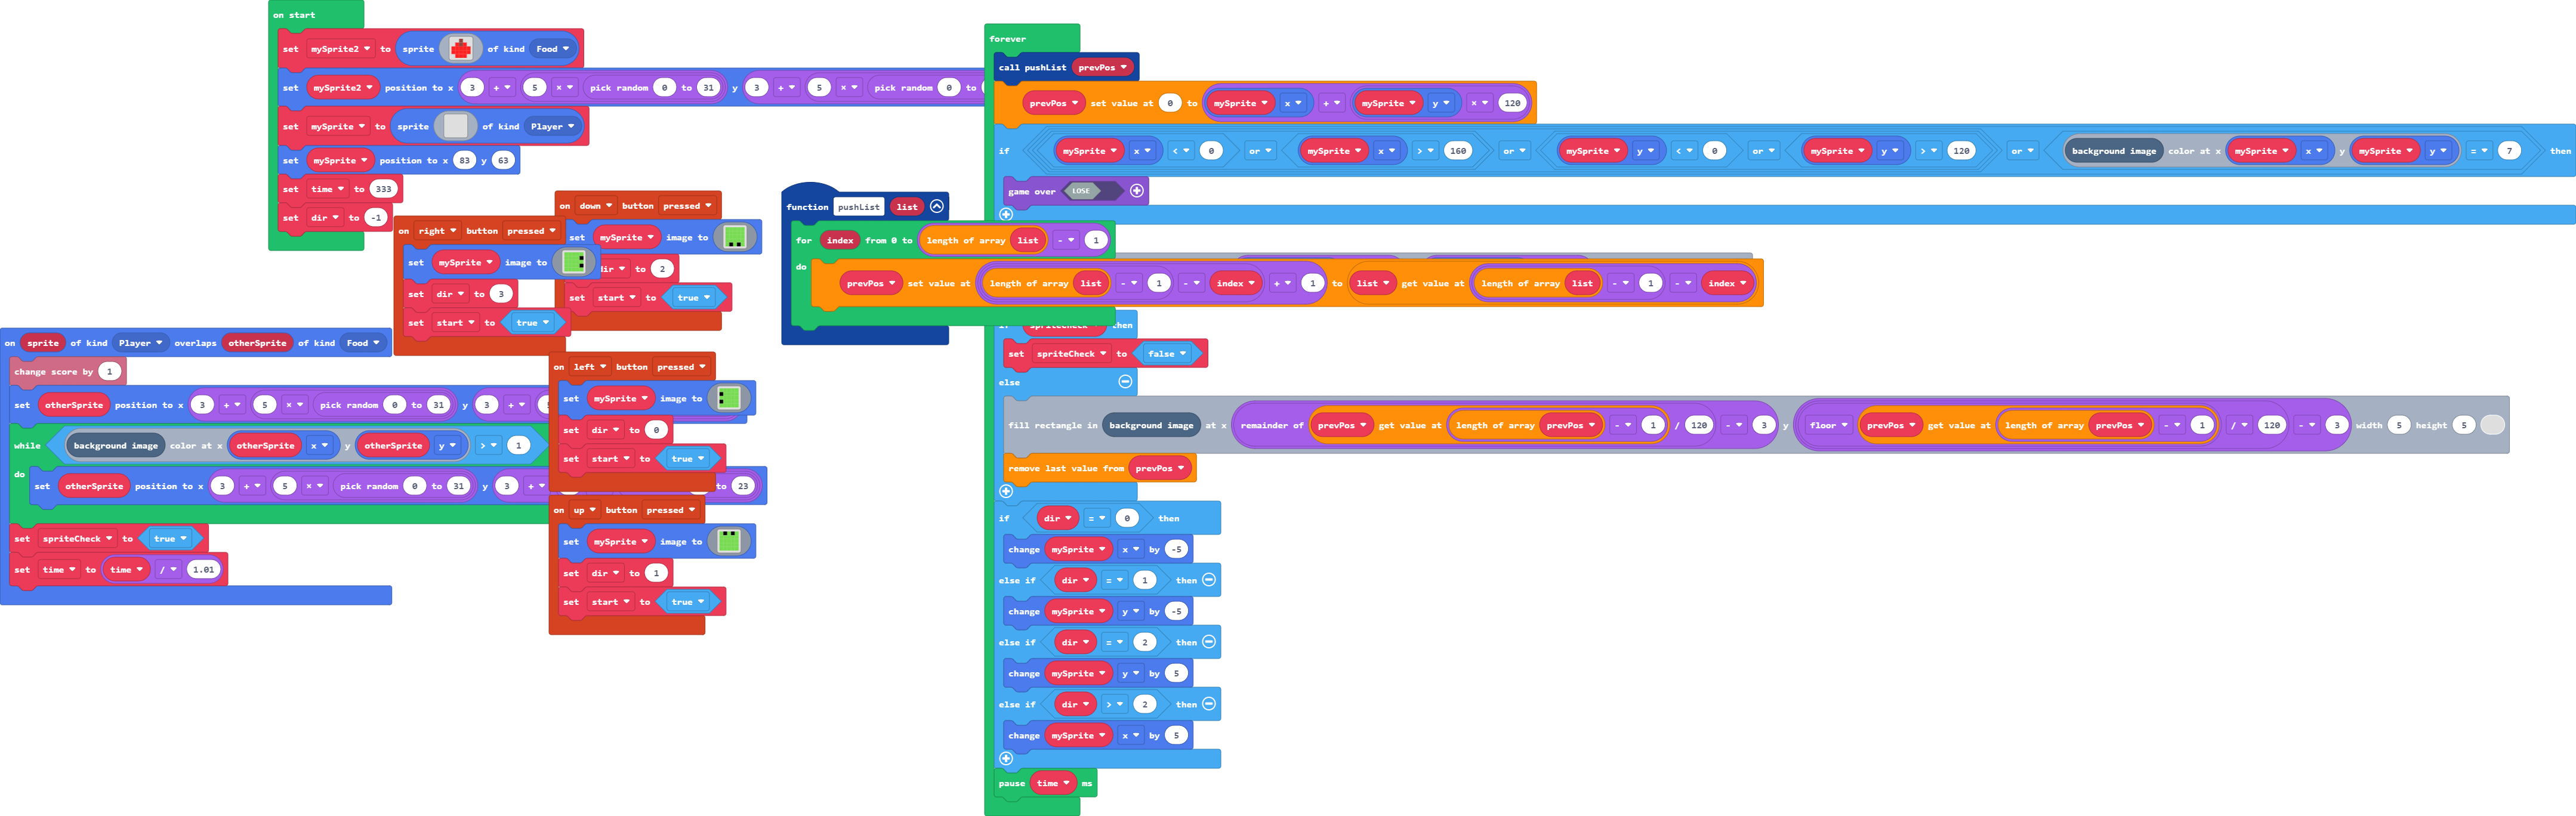 on start
set mySprite2 to sprite of kind Food
set mySprite2 position to x 3 + 5 × pick random 0 to 31 y 3 + 5 × pick random 0 to
set mySprite to sprite of kind Player
set mySprite position to x 83 y 63
set time to 333
set dir to -1
on right button pressed
set mySprite image to
set dir to 3
set start to true
on down button pressed
set mySprite image to
dir to 2
set start to true
on sprite of kind Player overlaps otherSprite of kind Food
change score by 1
set otherSprite position to x 3 + 5 × pick random 0 to 31 y 3 +
while background image color at x otherSprite x y otherSprite y > 1
do set otherSprite position to x 3 + 5 × pick random 0 to 31 y 3 + to 23
set spriteCheck to true
set time to time / 1.01
on left button pressed
set mySprite image to
set dir to 0
set start to true
on up button pressed
set mySprite image to
set dir to 1
set start to true
function pushList list
for index from 0 to length of array list - 1
do prevPos set value at length of array list - 1 - index + 1 to list get value at length of array list - 1 - index
forever
call pushList prevPos
prevPos set value at 0 to mySprite x + mySprite y × 120
if mySprite x < 0 or mySprite x > 160 or mySprite y < 0 or mySprite y > 120 or background image color at x mySprite x y mySprite y = 7 then
game over LOSE
if spriteCheck then
set spriteCheck to false
else
fill rectangle in background image at x remainder of prevPos get value at length of array prevPos - 1 / 120 - 3 y floor prevPos get value at length of array prevPos - 1 / 120 - 3 width 5 height 5
remove last value from prevPos
if dir = 0 then
change mySprite x by -5
else if dir = 1 then
change mySprite y by -5
else if dir = 2 then
change mySprite y by 5
else if dir > 2 then
change mySprite x by 5
pause time ms